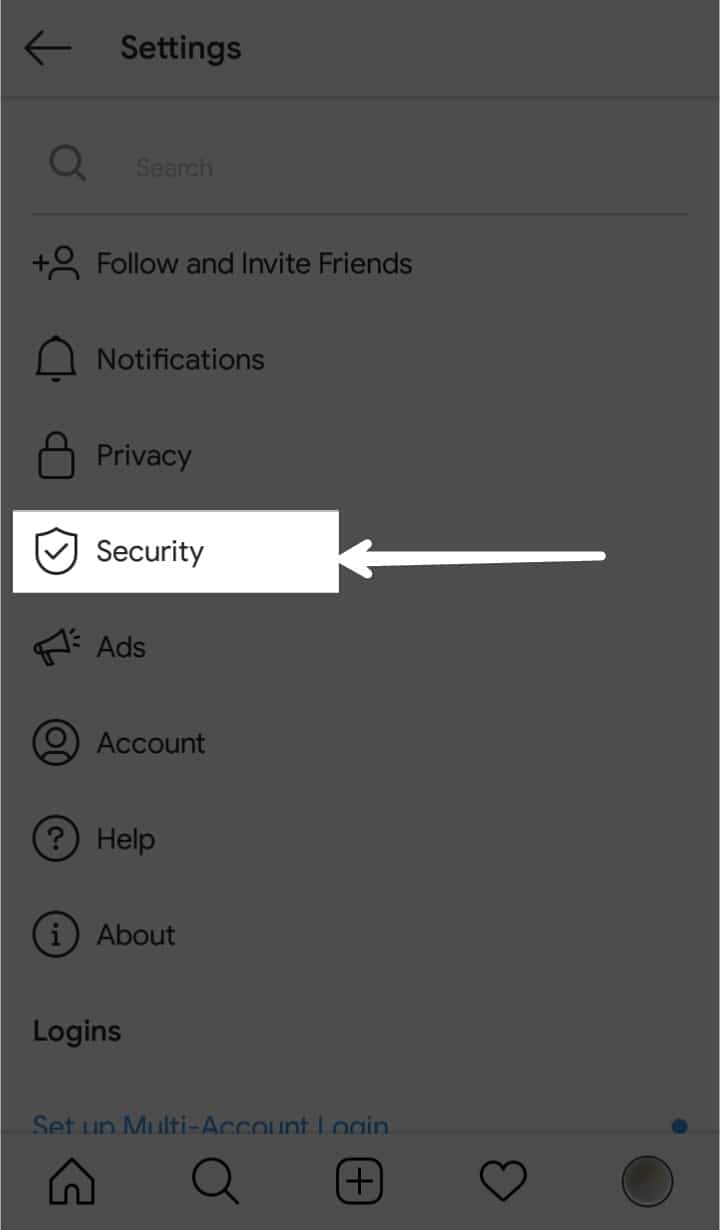 Settings
Search
Follow and Invite Friends
Notifications
Privacy
Security
Ads
Account
Help
About
Logins
Set up Multi-Account Login